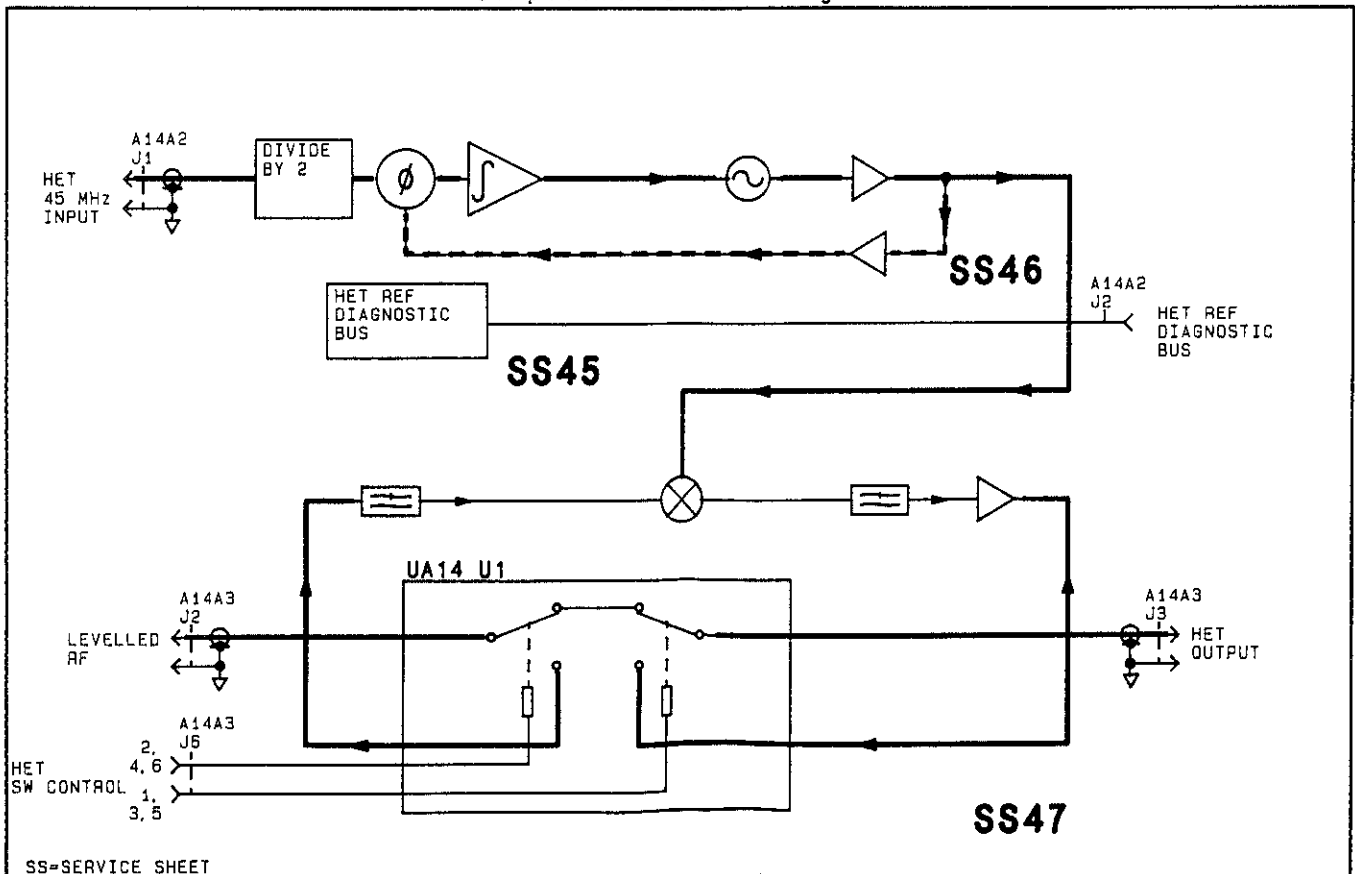 A14A2
J1
HET
45 MHz
INPUT
DIVIDE
BY 2
ϕ
∫
SS46
HET REF
DIAGNOSTIC
BUS
SS45
A14A2
J2
HET REF
DIAGNOSTIC
BUS
UA14 U1
A14A3
J2
LEVELLED
RF
A14A3
J3
HET
OUTPUT
A14A3
J5
HET
SW CONTROL
2,
4,6
1,
3,5
SS47
SS=SERVICE SHEET